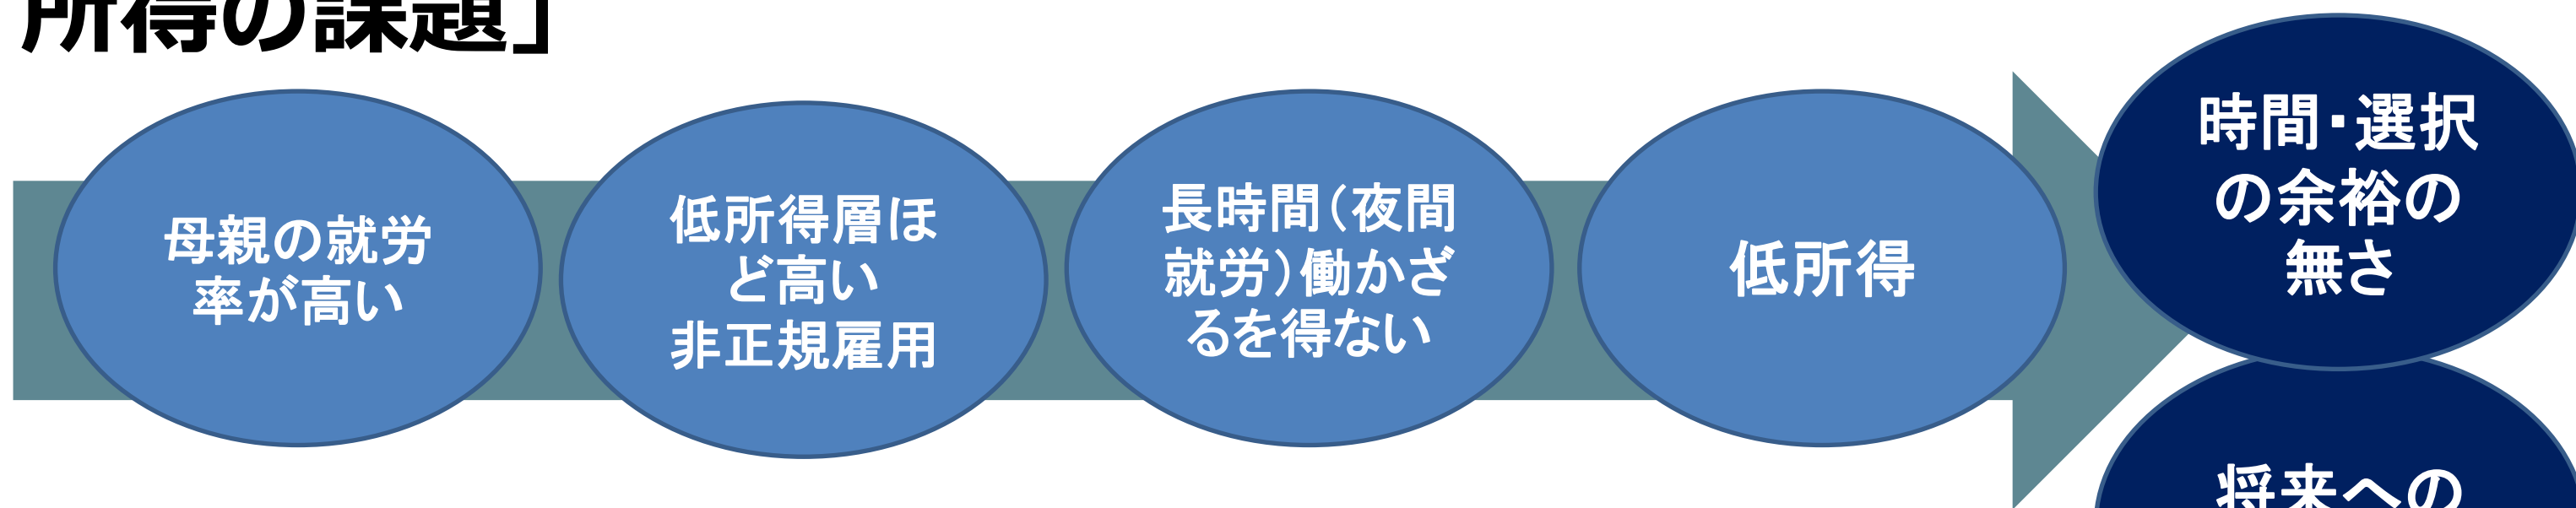 所得の課題」
母親の就労
率が高い
低所得層ほ
ど高い
非正規雇用
長時間(夜間
就労)働かざ
るを得ない
低所得
時間・選択
の余裕の
無さ
将来への